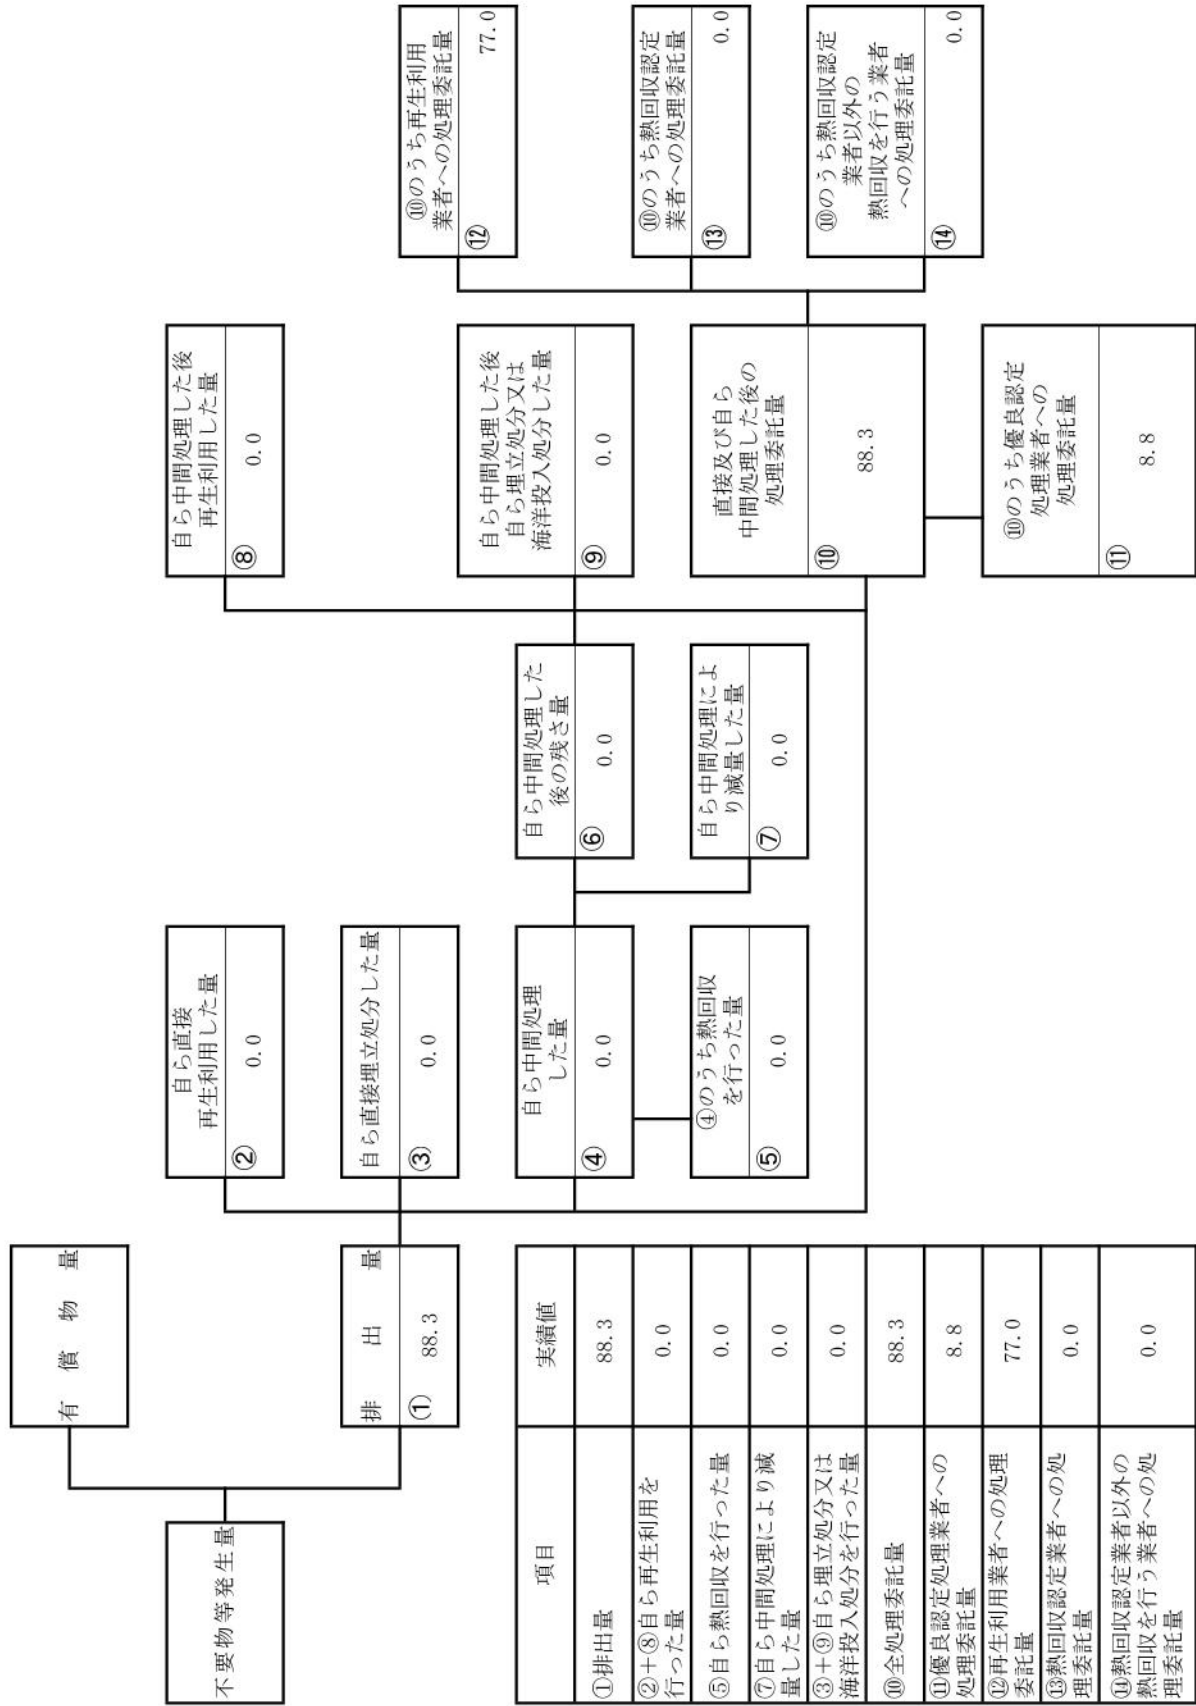 不要物等発生量
有償物量
排出量
①
88.3
自ら直接
再生利用した量
②
0.0
自ら直接埋立処分した量
③
0.0
自ら中間処理
した量
④
0.0
④のうち熱回収
を行った量
⑤
0.0
自ら中間処理した
後の残さ量
⑥
0.0
自ら中間処理によ
り減量した量
⑦
0.0
自ら中間処理した後
再生利用した量
⑧
0.0
自ら中間処理した後
自ら埋立処分又は
海洋投入処分した量
⑨
0.0
直接及び自ら
中間処理した後の
処理委託量
⑩
88.3
⑩のうち優良認定
処理業者への
処理委託量
⑪
8.8
⑩のうち再生利用
業者への処理委託量
⑫
77.0
⑩のうち熱回収認定
業者への処理委託量
⑬
0.0
⑩のうち熱回収認定
業者以外の
熱回収を行う業者
への処理委託量
⑭
0.0
項目
実績値
①排出量
88.3
②+⑧自ら再生利用を
行った量
0.0
⑤自ら熱回収を行った量
0.0
⑦自ら中間処理により減
量した量
0.0
③+⑨自ら埋立処分又は
海洋投入処分を行った量
0.0
⑩全処理委託量
88.3
⑪優良認定処理業者への
処理委託量
8.8
⑫再生利用業者への処理
委託量
77.0
⑬熱回収認定業者への処
理委託量
0.0
⑭熱回収認定業者以外の
熱回収を行う業者への処
理委託量
0.0